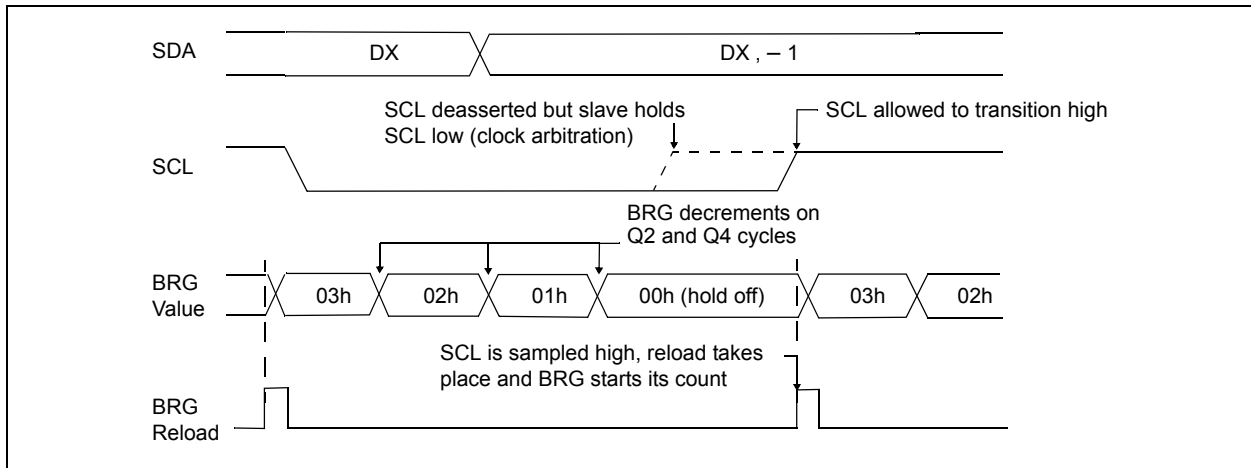 SDA
DX
DX , – 1
SCL deasserted but slave holds
SCL low (clock arbitration)
SCL allowed to transition high
SCL
BRG decrements on
Q2 and Q4 cycles
BRG
Value
03h
02h
01h
00h (hold off)
03h
02h
SCL is sampled high, reload takes
place and BRG starts its count
BRG
Reload